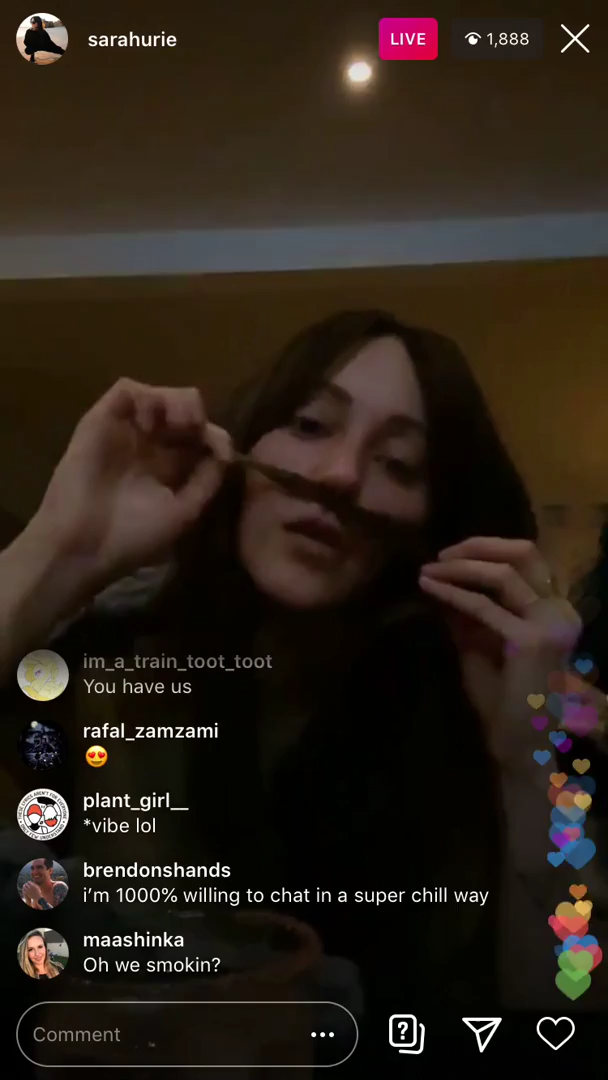 sarahurie
LIVE
1,888
im_a_train_toot_toot
You have us
rafal_zamzami
😍
plant_girl__
*vibe lol
brendonshands
i’m 1000% willing to chat in a super chill way
maashinka
Oh we smokin?
Comment